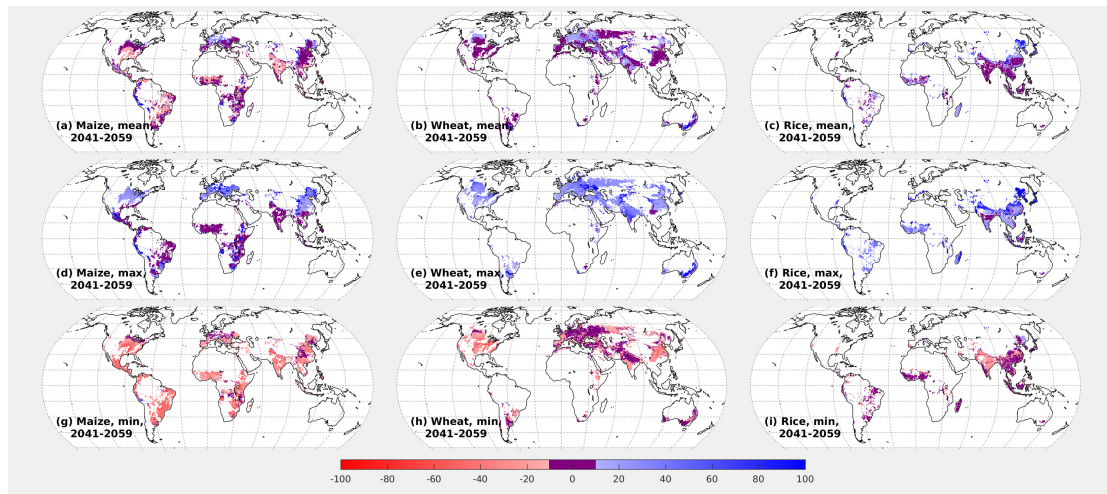 (a) Maize, mean,
2041-2059
(b) Wheat, mean,
2041-2059
(c) Rice, mean,
2041-2059
(d) Maize, max,
2041-2059
(e) Wheat, max,
2041-2059
(f) Rice, max,
2041-2059
(g) Maize, min,
2041-2059
(h) Wheat, min,
2041-2059
(i) Rice, min,
2041-2059
-100 -80 -60 -40 -20 0 20 40 60 80 100